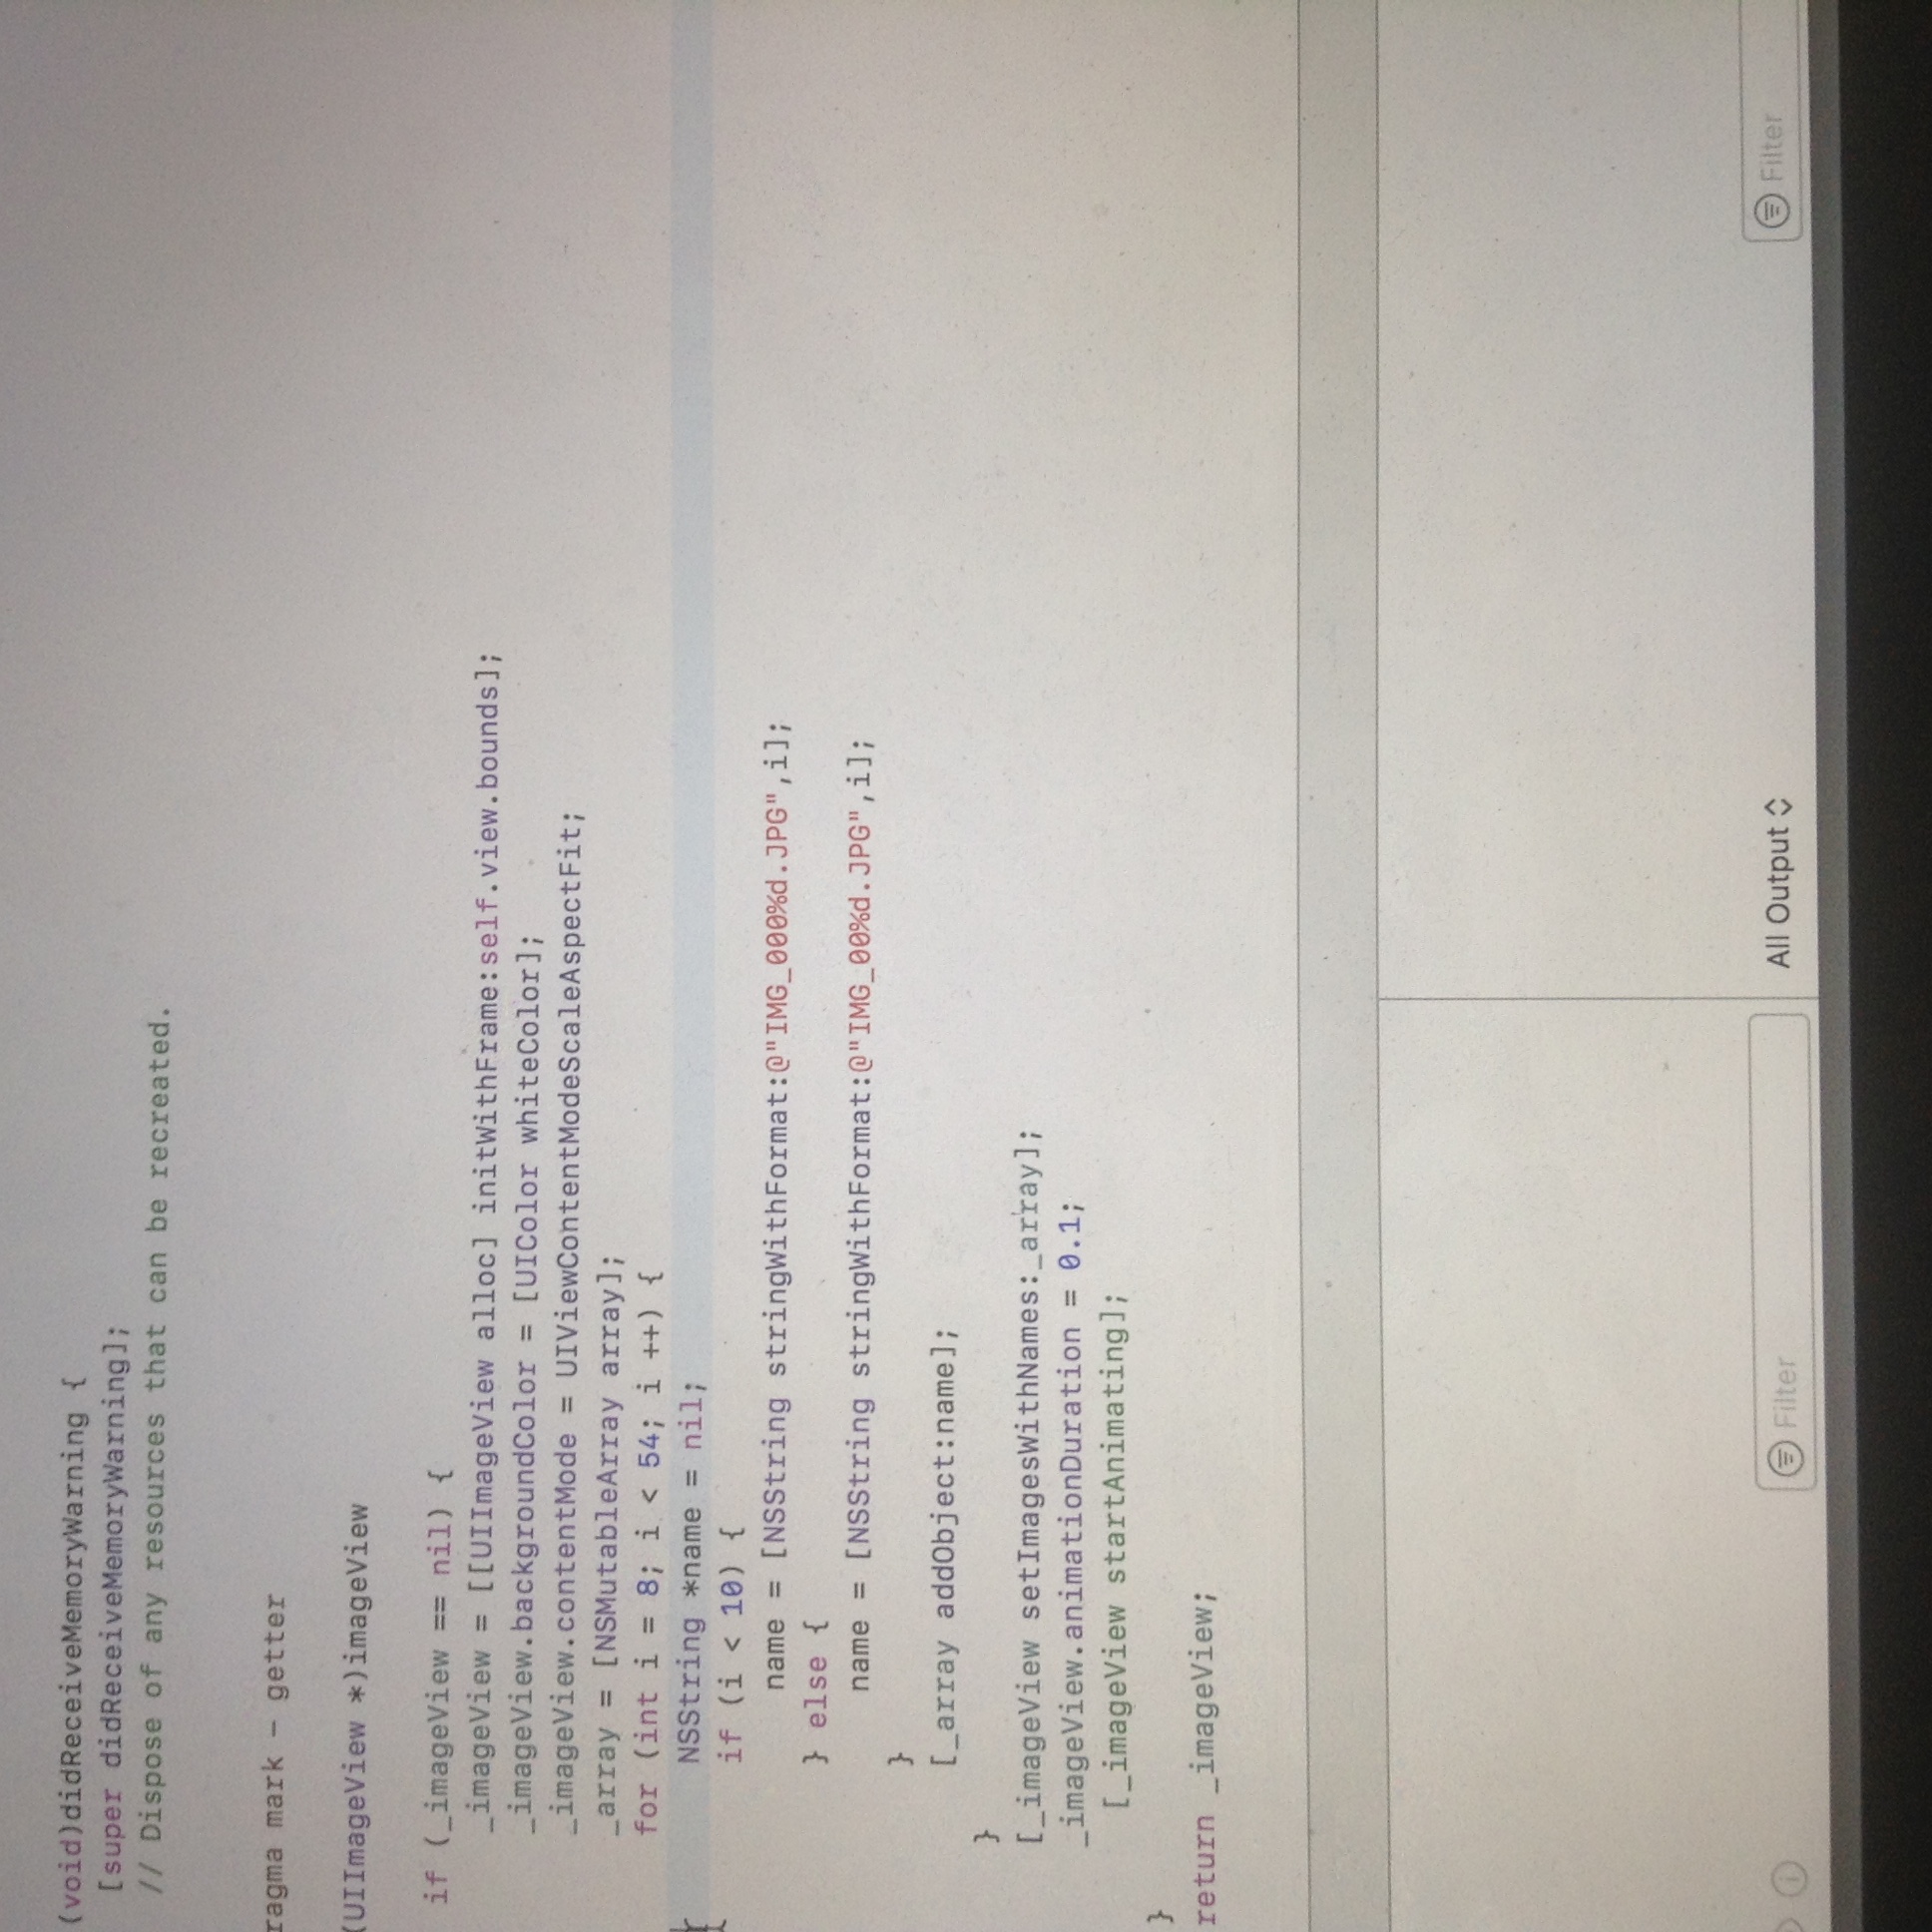 (void)didReceiveMemoryWarning {
[super didReceiveMemoryWarning];
// Dispose of any resources that can be recreated.
ragma mark - getter
(UIImageView *)imageView
if (_imageView == nil) {
_imageView = [[UIImageView alloc] initWithFrame:self.view.bounds];
_imageView.backgroundColor = [UIColor whiteColor];
_imageView.contentMode = UIViewContentModeScaleAspectFit;
_array = [NSMutableArray array];
for (int i = 8; i < 54; i ++) {
NSString *name = nil;
if (i < 10) {
name = [NSString stringWithFormat:@"IMG_000%d.JPG",i];
} else {
name = [NSString stringWithFormat:@"IMG_00%d.JPG",i];
}
[_array addObject:name];
}
[_imageView setImagesWithNames:_array];
_imageView.animationDuration = 0.1;
[_imageView startAnimating];
}
return _imageView;
Filter
All Output
Filter